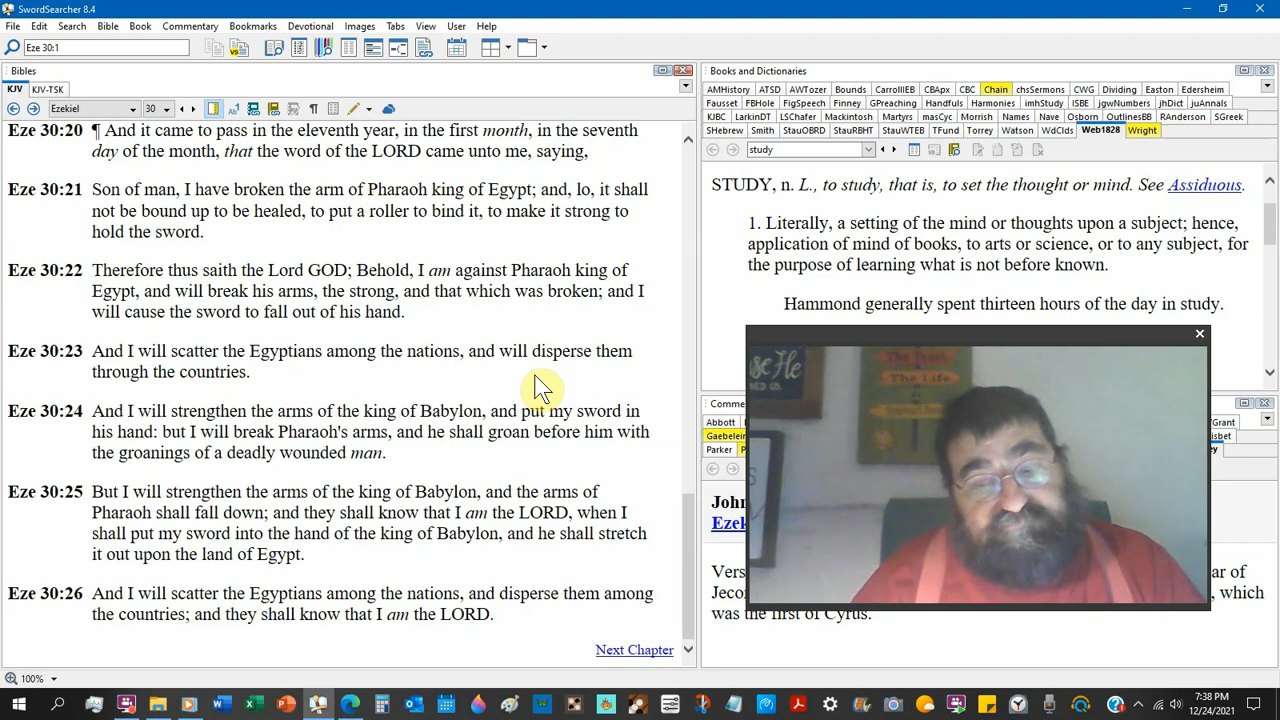 SwordSearcher 8.4
File Edit Search Bible Book Commentary Bookmarks Devotional Images Tabs View User Help
Eze 30:1
Bibles
KJV KJV-TSK
Ezekiel 30
Eze 30:20 ¶ And it came to pass in the eleventh year, in the first month, in the seventh
day of the month, that the word of the LORD came unto me, saying,
Eze 30:21 Son of man, I have broken the arm of Pharaoh king of Egypt; and, lo, it shall
not be bound up to be healed, to put a roller to bind it, to make it strong to
hold the sword.
Eze 30:22 Therefore thus saith the Lord GOD; Behold, I am against Pharaoh king of
Egypt, and will break his arms, the strong, and that which was broken; and I
will cause the sword to fall out of his hand.
Eze 30:23 And I will scatter the Egyptians among the nations, and will disperse them
through the countries.
Eze 30:24 And I will strengthen the arms of the king of Babylon, and put my sword in
his hand: but I will break Pharaoh's arms, and he shall groan before him with
the groanings of a deadly wounded man.
Eze 30:25 But I will strengthen the arms of the king of Babylon, and the arms of
Pharaoh shall fall down; and they shall know that I am the LORD, when I
shall put my sword into the hand of the king of Babylon, and he shall stretch
it out upon the land of Egypt.
Eze 30:26 And I will scatter the Egyptians among the nations, and disperse them among
the countries; and they shall know that I am the LORD.
Next Chapter
100%
Books and Dictionaries
AMHistory ATSD AWTozer Bounds CarrollIEB CBApx CBC Chain chsSermons CWG Dividing Easton Edersheim
Fausset FBHole FigSpeech Finney GPreaching Handfuls Harmonies imhStudy ISBE jgwNumbers jhDict juAnnals
KJBC LarkinDT LSChafer Mackintosh Martyrs masCyc Morrish Names Naves Osborn OutlinesBB RAnderson SGreek
SHebrew Smith StauOBRD StauRBHT StauWTEB TFund Torrey Watson WdClds Web1828 Wright
study
STUDY, n. L., to study, that is, to set the thought or mind. See Assiduous.
1. Literally, a setting of the mind or thoughts upon a subject; hence,
application of mind of books, to arts or science, or to any subject, for
the purpose of learning what is not before known.
Hammond generally spent thirteen hours of the day in study.
The Truth
The Life
Comme
Abbott
Gaebelein
Parker
John
Ezek
Vers
Jeco
was the first of Cyrus.
/Grant
isbet
ey
ar of
which
7:38 PM
12/24/2021